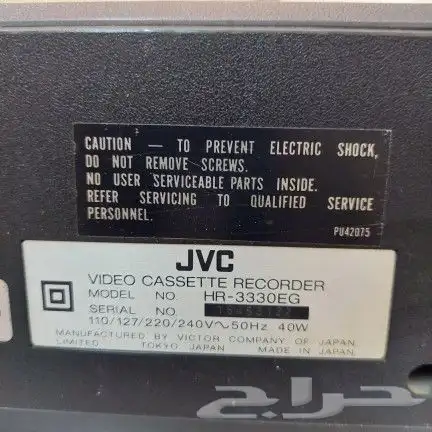 CAUTION — TO PREVENT ELECTRIC SHOCK,
DO NOT REMOVE SCREWS.
NO USER SERVICEABLE PARTS INSIDE.
REFER SERVICING TO QUALIFIED SERVICE
PERSONNEL.
PU42075
JVC
VIDEO CASSETTE RECORDER
MODEL NO. HR-3330EG
SERIAL NO.
110/127/220/240V~50Hz 40W
MANUFACTURED BY VICTOR COMPANY OF JAPAN,
LIMITED. TOKYO, JAPAN MADE IN JAPAN
حراج